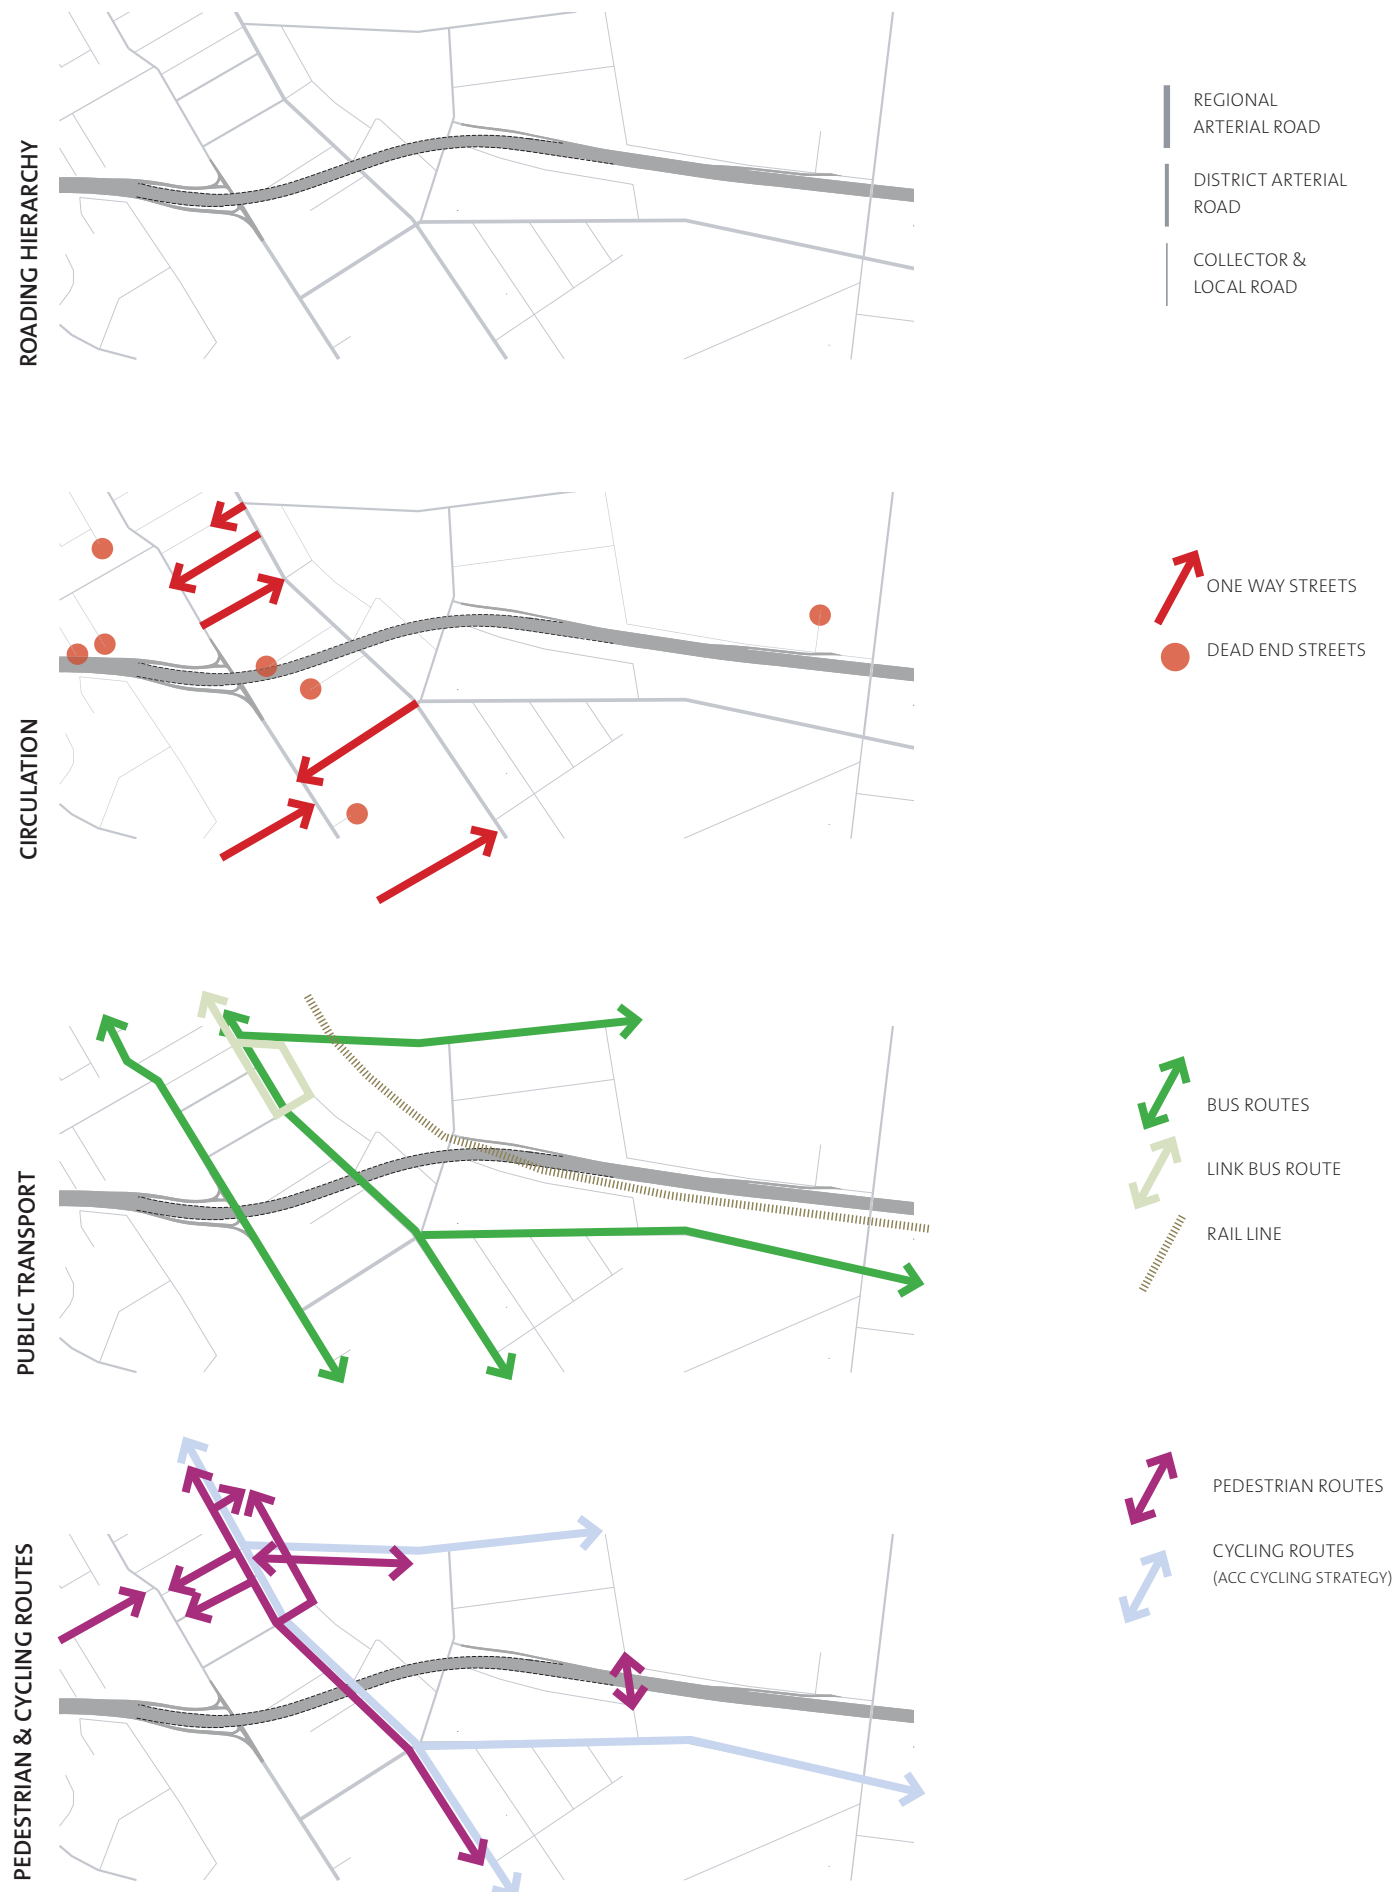 ROADING HIERARCHY
REGIONAL
ARTERIAL ROAD
DISTRICT ARTERIAL
ROAD
COLLECTOR &
LOCAL ROAD
CIRCULATION
ONE WAY STREETS
DEAD END STREETS
PUBLIC TRANSPORT
BUS ROUTES
LINK BUS ROUTE
RAIL LINE
PEDESTRIAN & CYCLING ROUTES
PEDESTRIAN ROUTES
CYCLING ROUTES
(ACC CYCLING STRATEGY)